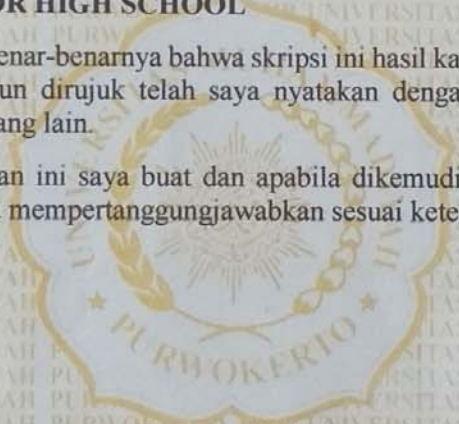 OR HIGH SCHOOL
enar-benarnya bahwa skripsi ini hasil ka
un dirujuk telah saya nyatakan denga
ang lain.
an ini saya buat dan apabila dikemudi
mempertanggungjawabkan sesuai kete
PURWOKERTO